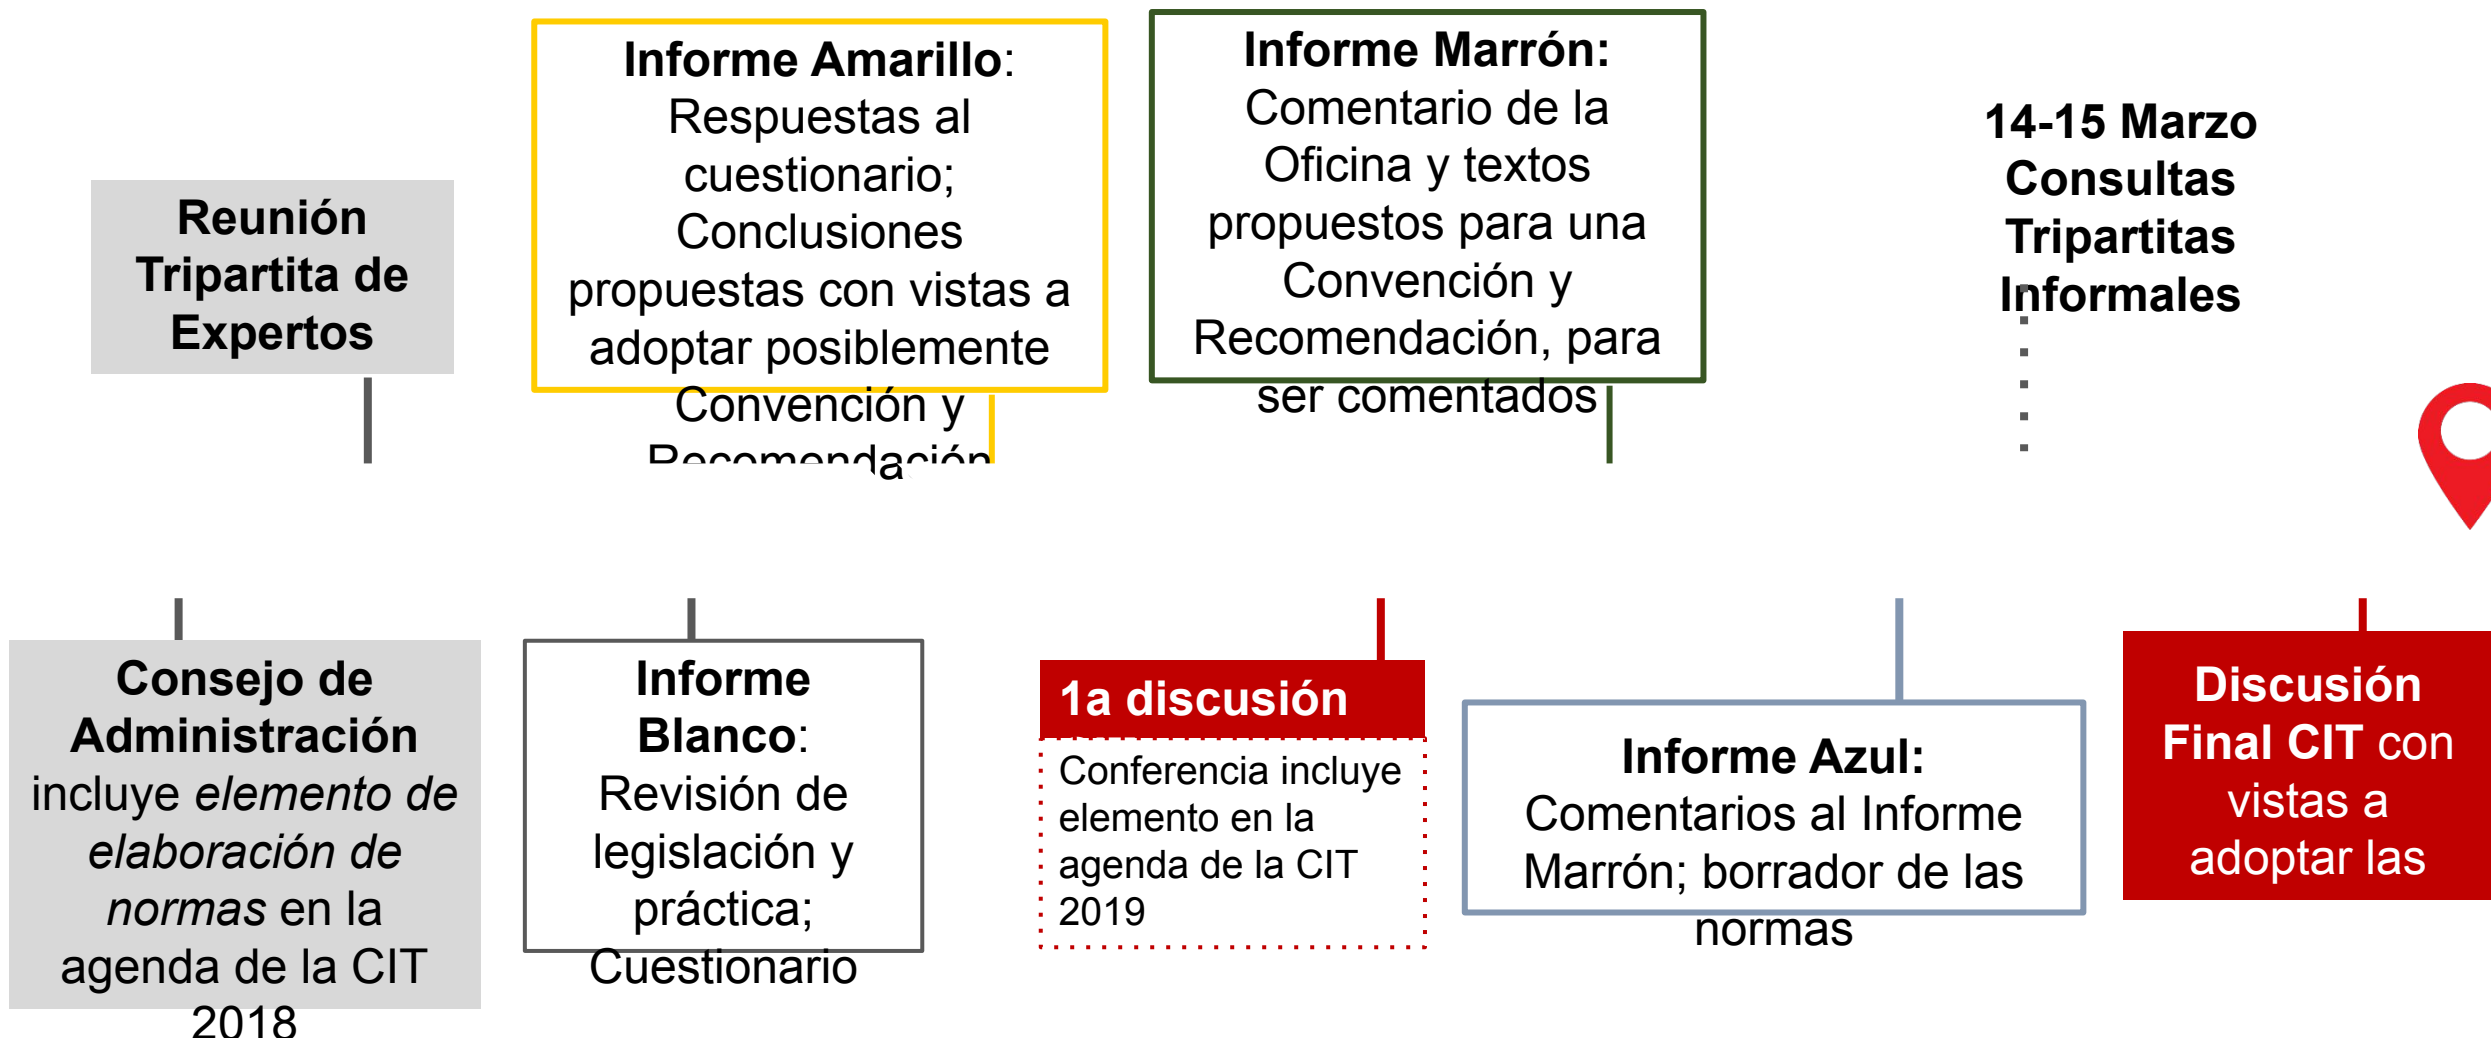 Reunión
Tripartita de
Expertos
Informe Amarillo:
Respuestas al
cuestionario;
Conclusiones
propuestas con vistas a
adoptar posiblemente
Convención y
Recomendación
Informe Marrón:
Comentario de la
Oficina y textos
propuestos para una
Convención y
Recomendación, para
ser comentados
14-15 Marzo
Consultas
Tripartitas
Informales
Consejo de
Administración
incluye elemento de
elaboración de
normas en la
agenda de la CIT
2018
Informe
Blanco:
Revisión de
legislación y
práctica;
Cuestionario
1a discusión
Conferencia incluye
elemento en la
agenda de la CIT
2019
Informe Azul:
Comentarios al Informe
Marrón; borrador de las
normas
Discusión
Final CIT con
vistas a
adoptar las